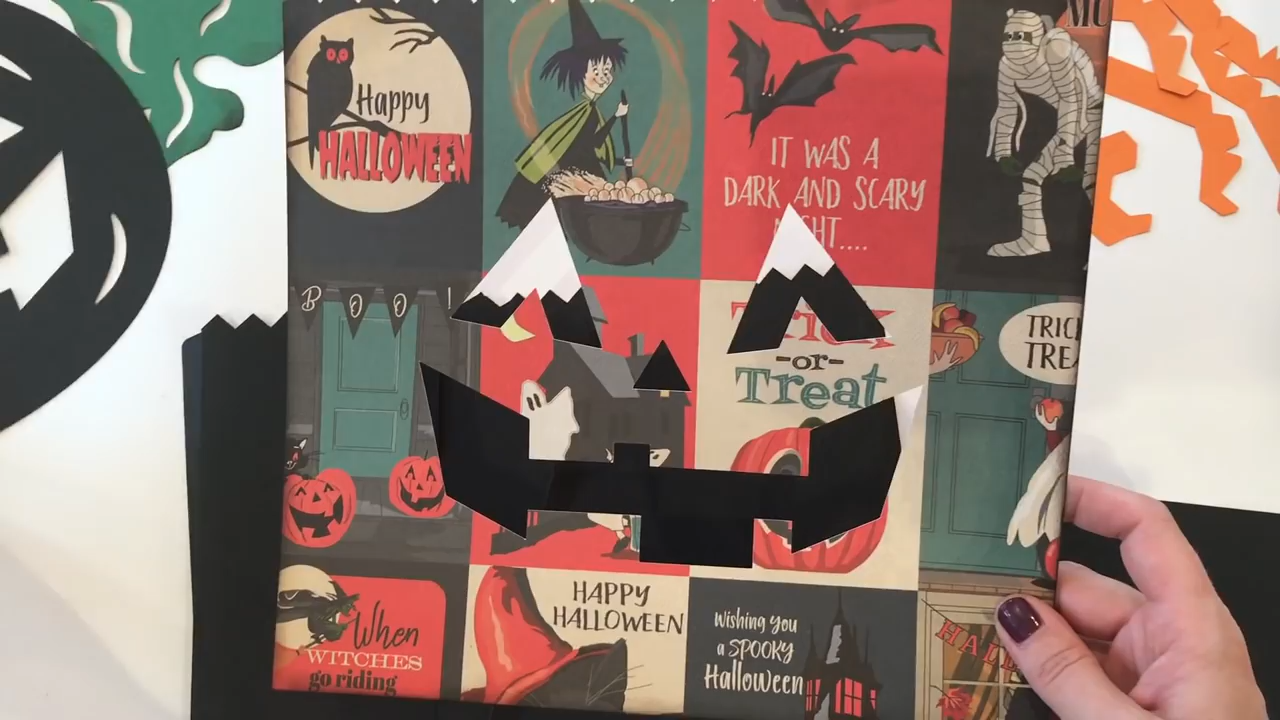 Happy
HALLOWEEN
IT WAS A
DARK AND SCARY
BOO!
Trick
-or-
Treat
When
WITCHES
go riding
HAPPY
HALLOWEEN
Wishing you
a SPOOKY
Halloween